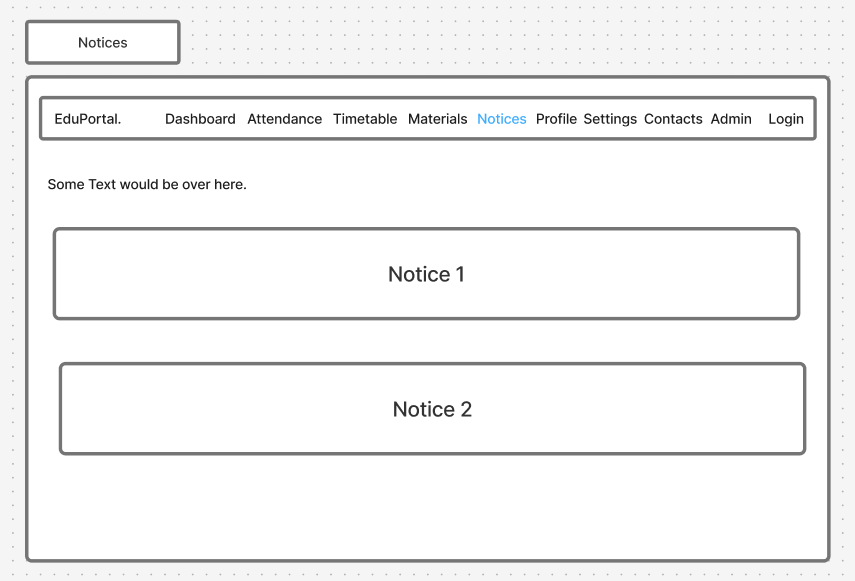 Notices
EduPortal. Dashboard Attendance Timetable Materials Notices Profile Settings Contacts Admin Login
Some Text would be over here.
Notice 1
Notice 2